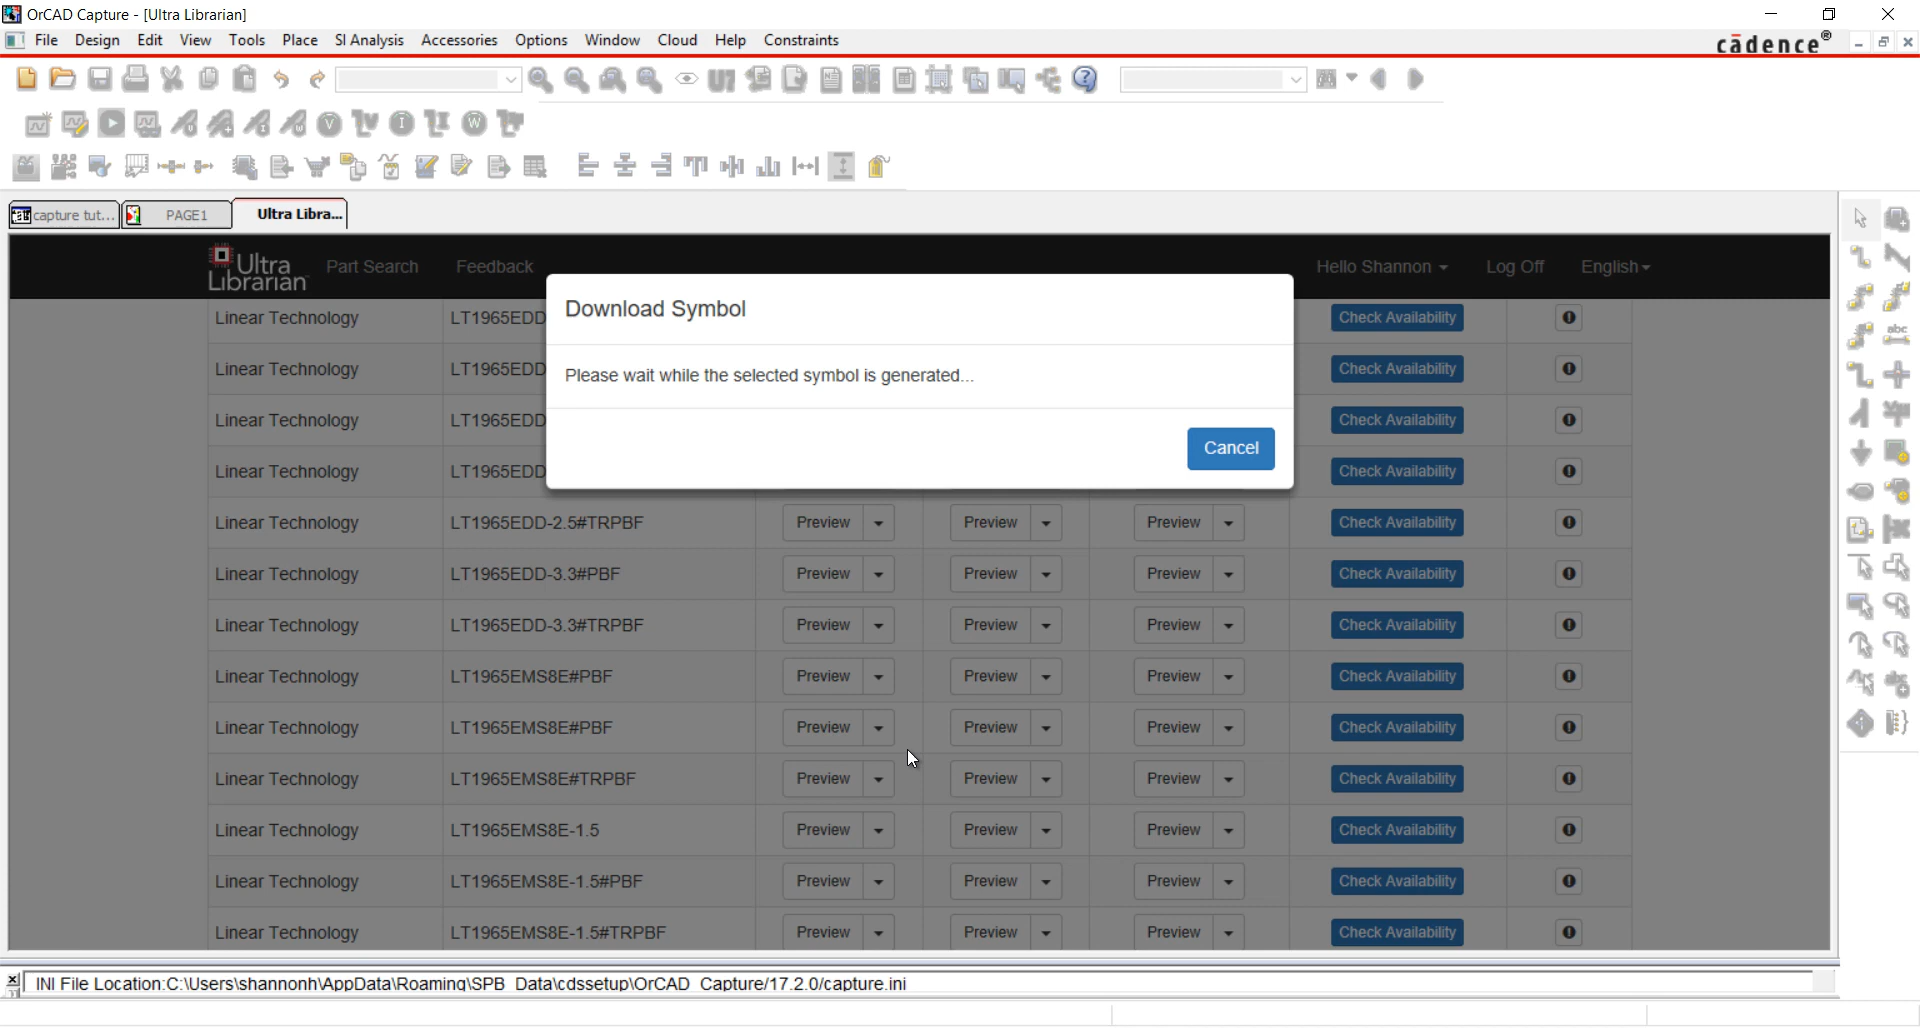 OrCAD Capture - [Ultra Librarian]
File Design Edit View Tools Place SI Analysis Accessories Options Window Cloud Help Constraints
cādence®
capture tut... PAGE1 Ultra Libra...
Ultra Librarian Part Search Feedback Hello Shannon Log Off English
Download Symbol
Please wait while the selected symbol is generated...
Cancel
Linear Technology LT1965EDD Check Availability
Linear Technology LT1965EDD Check Availability
Linear Technology LT1965EDD Check Availability
Linear Technology LT1965EDD Check Availability
Linear Technology LT1965EDD-2.5#TRPBF Preview Preview Preview Check Availability
Linear Technology LT1965EDD-3.3#PBF Preview Preview Preview Check Availability
Linear Technology LT1965EDD-3.3#TRPBF Preview Preview Preview Check Availability
Linear Technology LT1965EMS8E#PBF Preview Preview Preview Check Availability
Linear Technology LT1965EMS8E#PBF Preview Preview Preview Check Availability
Linear Technology LT1965EMS8E#TRPBF Preview Preview Preview Check Availability
Linear Technology LT1965EMS8E-1.5 Preview Preview Preview Check Availability
Linear Technology LT1965EMS8E-1.5#PBF Preview Preview Preview Check Availability
Linear Technology LT1965EMS8E-1.5#TRPBF Preview Preview Preview Check Availability
INI File Location:C:\Users\shannonh\AppData\Roaming\SPB_Data\cdssetup\OrCAD_Capture/17.2.0/capture.ini